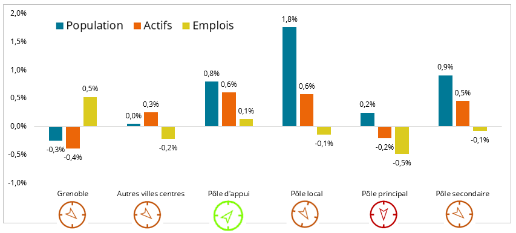 2,0%
1,5%
1,0%
0,5%
0,0%
-0,5%
-1,0%
Population Actifs Emplois
-0,3% -0,4% 0,5%
0,0% 0,3% -0,2%
0,8% 0,6% 0,1%
1,8% 0,6% -0,1%
0,2% -0,2% -0,5%
0,9% 0,5% -0,1%
Grenoble Autres villes centres Pôle d'appui Pôle local Pôle principal Pôle secondaire